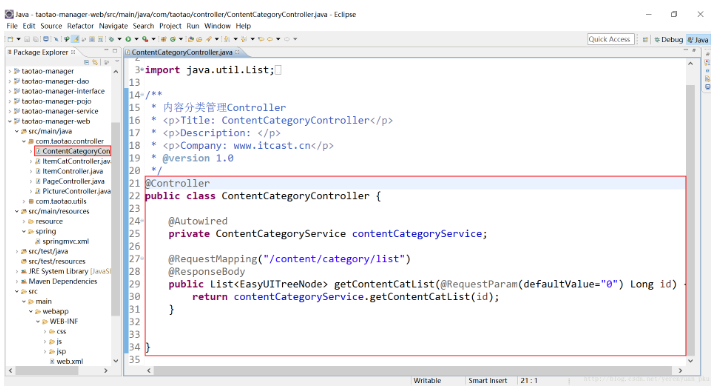 Java - taotao-manager-web/src/main/java/com/taotao/controller/ContentCategoryController.java - Eclipse
File Edit Source Refactor Navigate Search Project Run Window Help
Quick Access
Debug
Java
Package Explorer
taotao-manager
taotao-manager-dao
taotao-manager-interface
taotao-manager-pojo
taotao-manager-service
taotao-manager-web
src/main/java
com.taotao.controller
ContentCategoryCon
ItemCatController.java
ItemController.java
PageController.java
PictureController.java
com.taotao.utils
src/main/resources
resource
spring
springmvc.xml
src/test/java
src/test/resources
JRE System Library [JavaS
Maven Dependencies
src
main
webapp
WEB-INF
css
js
jsp
web.xml
ContentCategoryController.java
2
3 import java.util.List;
13
14 /**
15 * 内容分类管理Controller
16 * <p>Title: ContentCategoryController</p>
17 * <p>Description: </p>
18 * <p>Company: www.itcast.cn</p>
19 * @version 1.0
20 */
21 @Controller
22 public class ContentCategoryController {
23
24 @Autowired
25 private ContentCategoryService contentCategoryService;
26
27 @RequestMapping("/content/category/list")
28 @ResponseBody
29 public List<EasyUITreeNode> getContentCatList(@RequestParam(defaultValue="0") Long id)
30 return contentCategoryService.getContentCatList(id);
31 }
32
33
34 }
35
Writable
Smart Insert
21 : 1